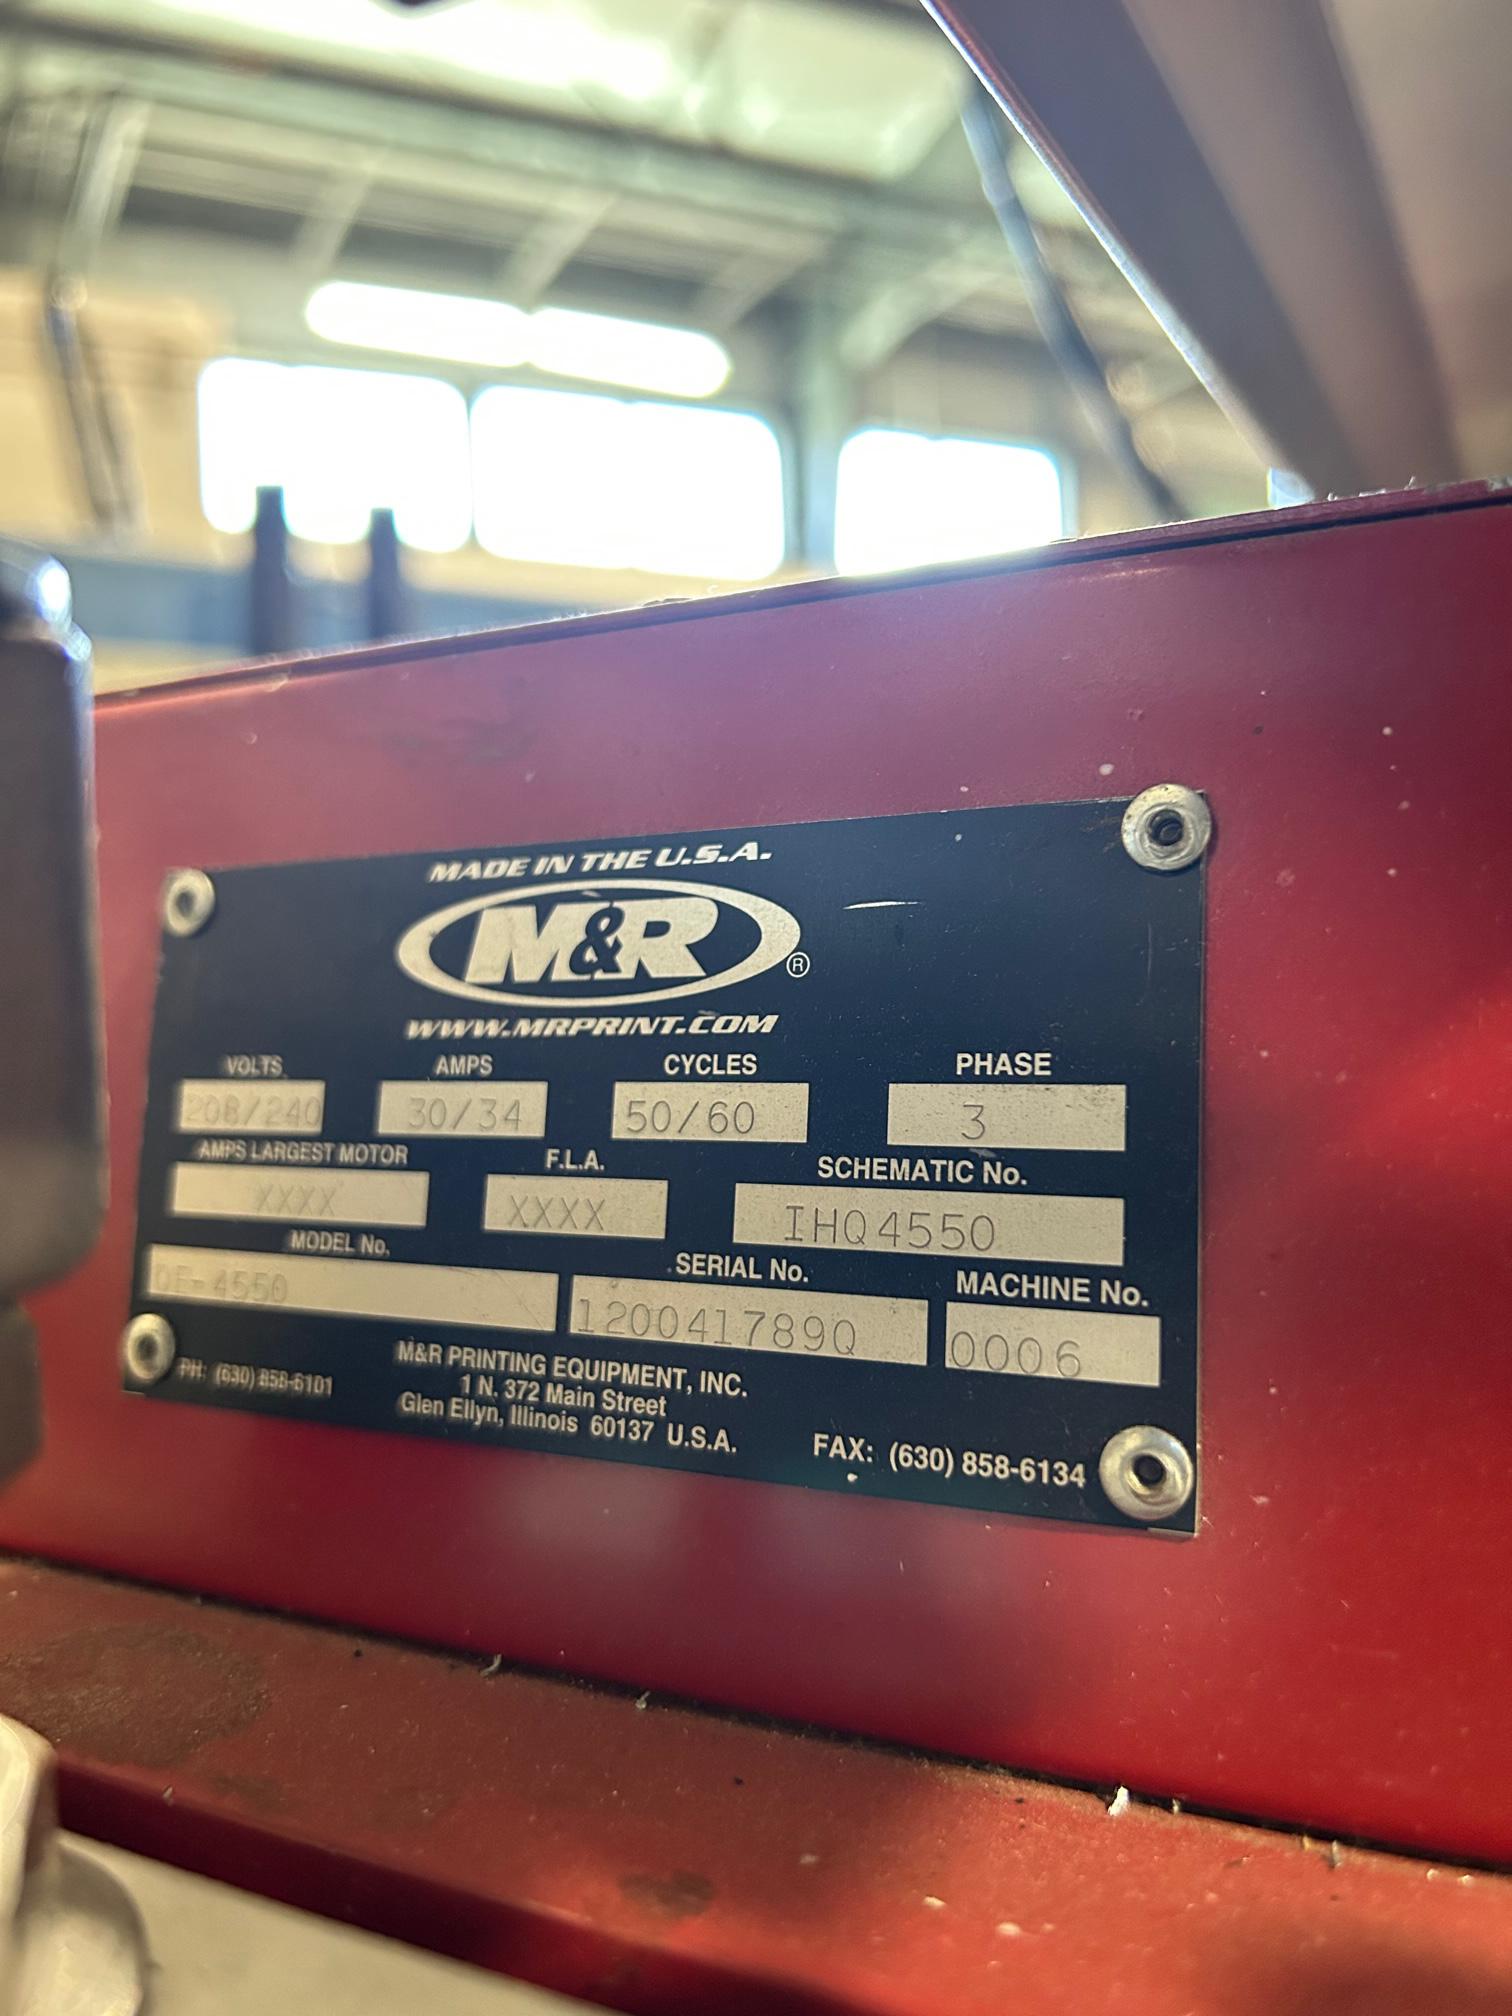 MADE IN THE U.S.A.
M&R ®
WWW.MRPRINT.COM
VOLTS AMPS CYCLES PHASE
208/240 30/34 50/60 3
AMPS LARGEST MOTOR F.L.A. SCHEMATIC No.
XXXX XXXX IHQ4550
MODEL No. SERIAL No. MACHINE No.
120041789Q 0006
M&R PRINTING EQUIPMENT, INC.
1 N. 372 Main Street
Glen Ellyn, Illinois 60137 U.S.A.
PH: (630) 858-6101 FAX: (630) 858-6134